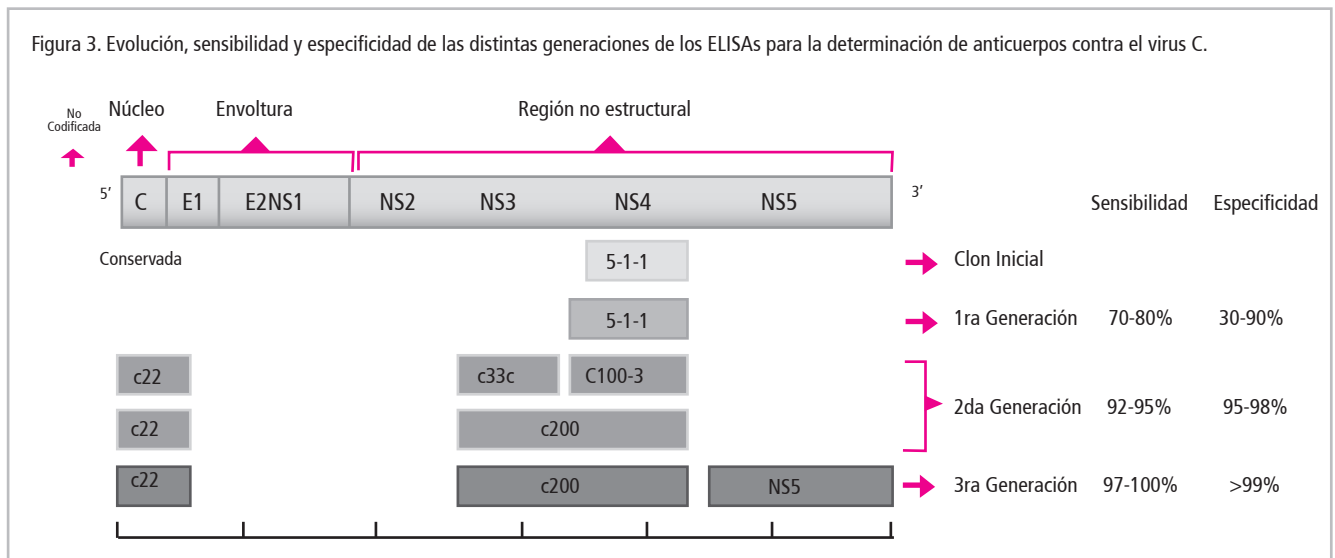 Figura 3. Evolución, sensibilidad y especificidad de las distintas generaciones de los ELISAs para la determinación de anticuerpos contra el virus C.
No
Codificada
Núcleo
Envoltura
Región no estructural
5’
C
E1
E2NS1
NS2
NS3
NS4
NS5
3’
Sensibilidad
Especificidad
Conservada
5-1-1
Clon Inicial
5-1-1
1ra Generación
70-80%
30-90%
c22
c33c
C100-3
c22
c200
2da Generación
92-95%
95-98%
c22
c200
NS5
3ra Generación
97-100%
>99%